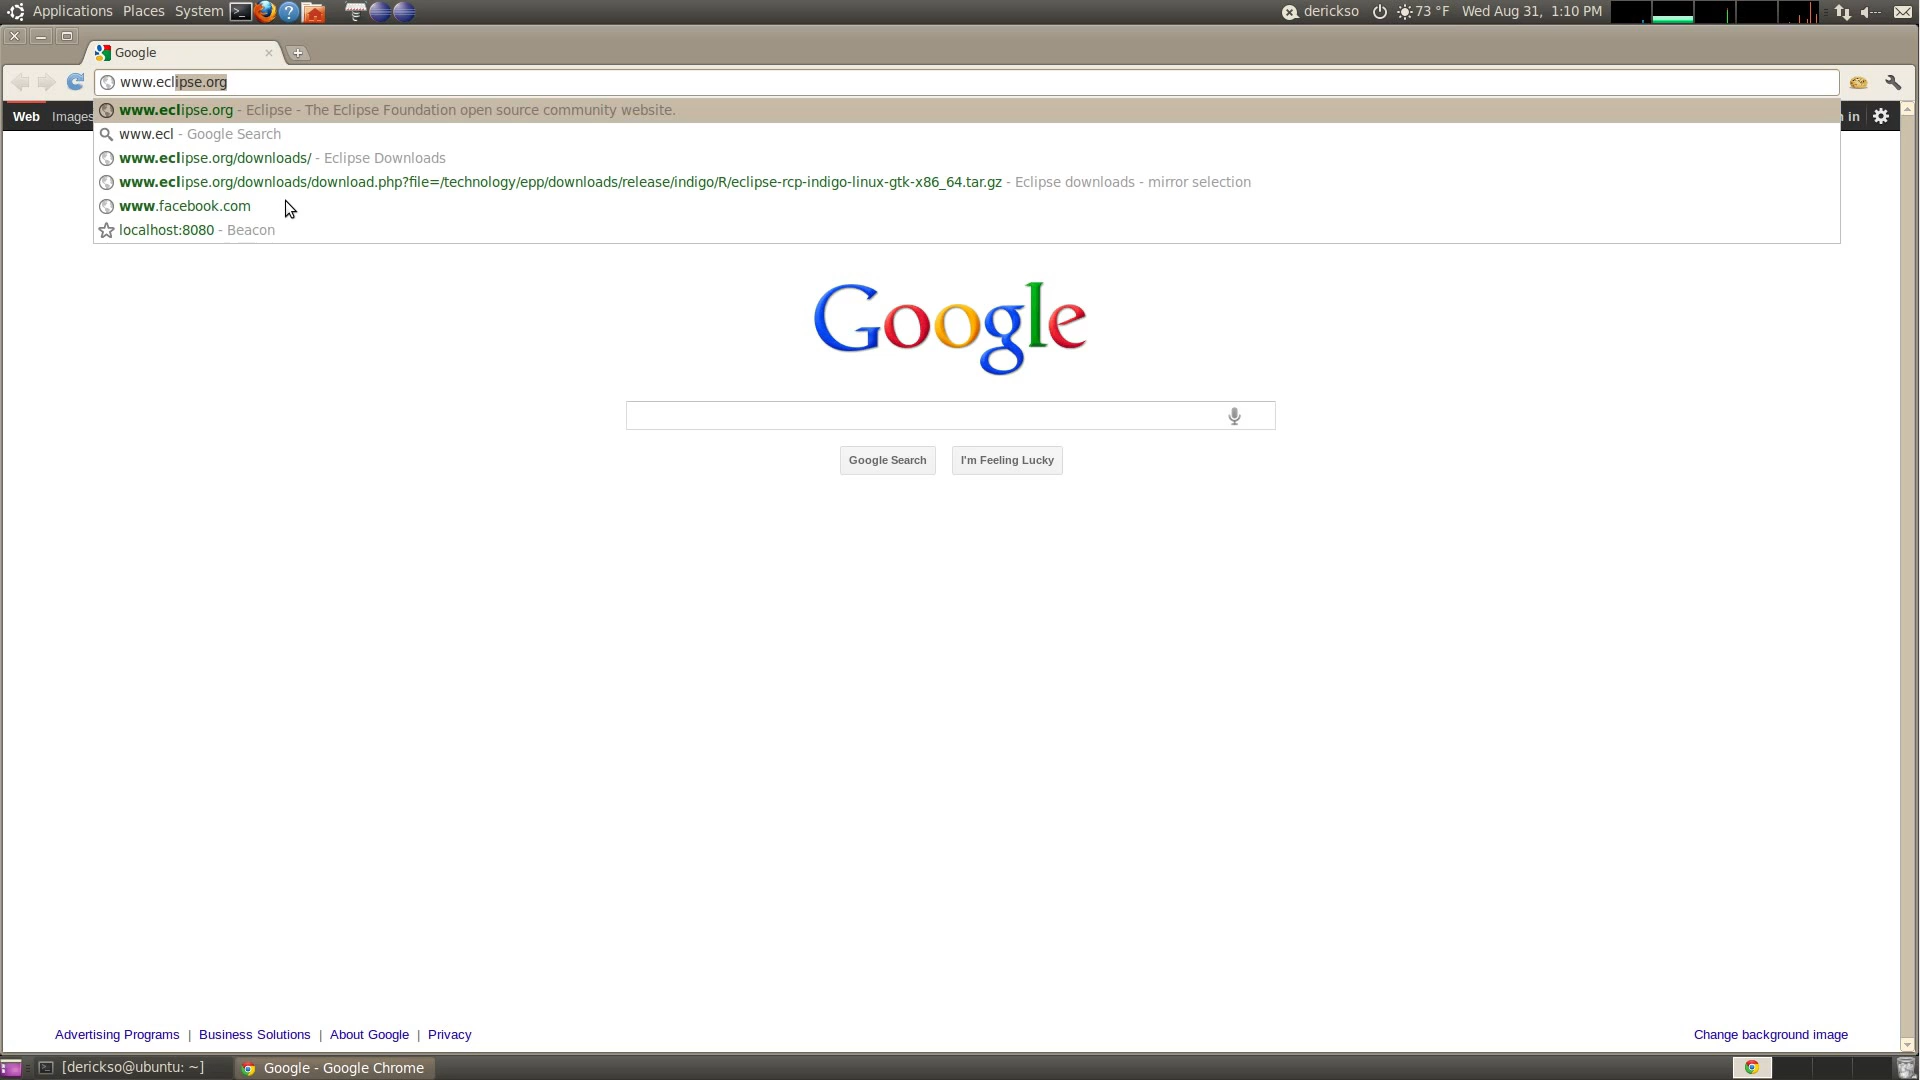 Applications Places System
derickso 73 °F Wed Aug 31, 1:10 PM
Google
www.eclipse.org
www.eclipse.org - Eclipse - The Eclipse Foundation open source community website.
Web Images
in
www.ecl - Google Search
www.eclipse.org/downloads/ - Eclipse Downloads
www.eclipse.org/downloads/download.php?file=/technology/epp/downloads/release/indigo/R/eclipse-rcp-indigo-linux-gtk-x86_64.tar.gz - Eclipse downloads - mirror selection
www.facebook.com
localhost:8080 - Beacon
Google
Google Search I'm Feeling Lucky
Advertising Programs | Business Solutions | About Google | Privacy
Change background image
[derickso@ubuntu: ~] Google - Google Chrome